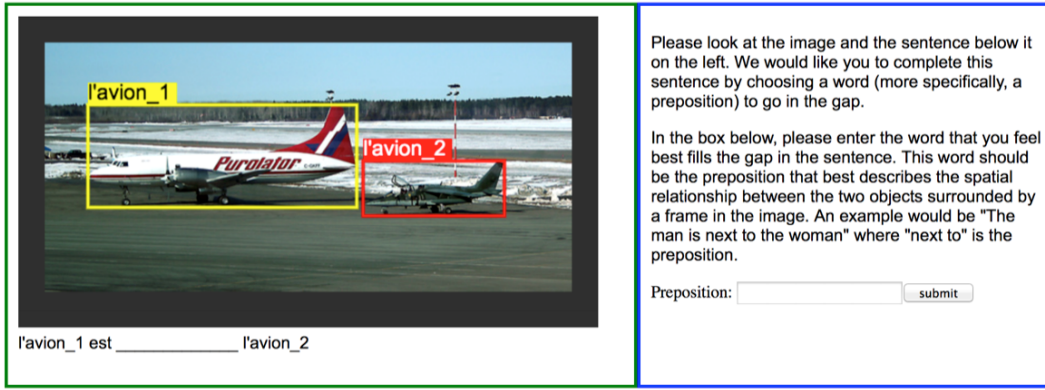 l'avion_1
l'avion_2
Purolator
l'avion_1 est _____________ l'avion_2
Please look at the image and the sentence below it
on the left. We would like you to complete this
sentence by choosing a word (more specifically, a
preposition) to go in the gap.
In the box below, please enter the word that you feel
best fills the gap in the sentence. This word should
be the preposition that best describes the spatial
relationship between the two objects surrounded by
a frame in the image. An example would be "The
man is next to the woman" where "next to" is the
preposition.
Preposition: submit